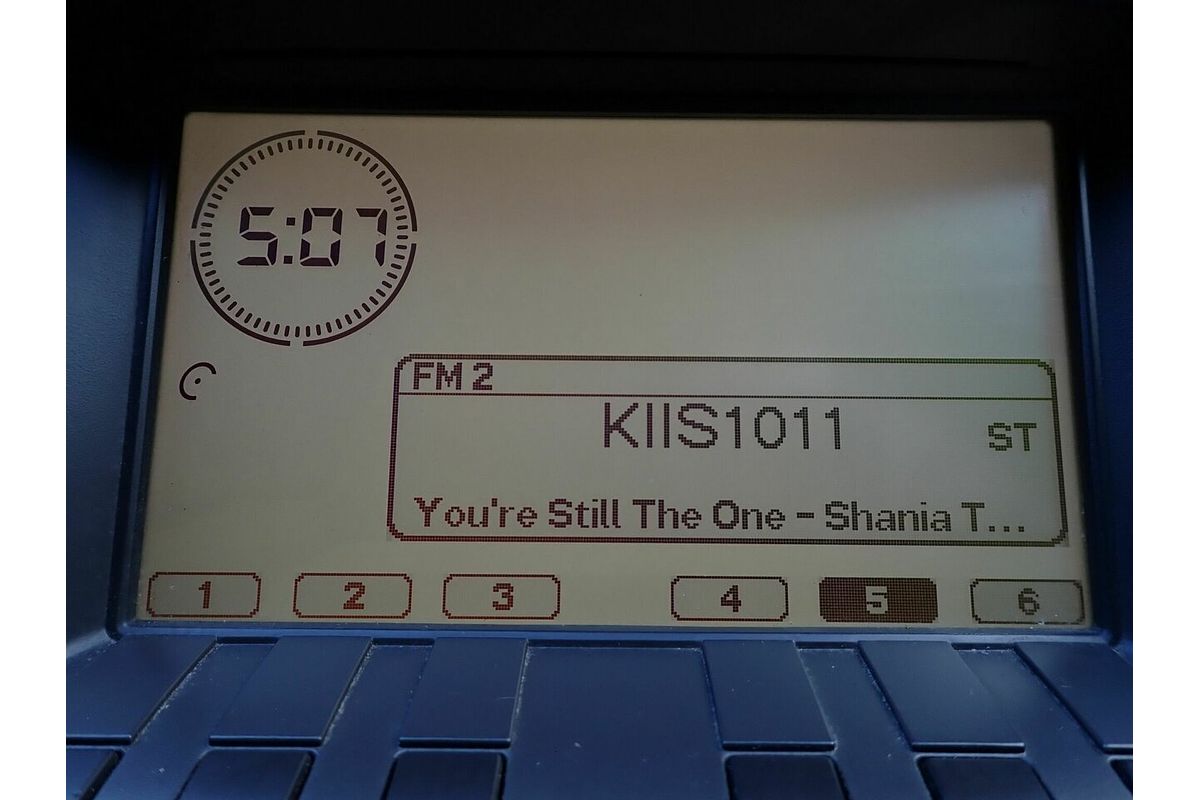 5:07
FM 2
KIIS1011
ST
You're Still The One - Shania T...
1 2 3 4 5 6